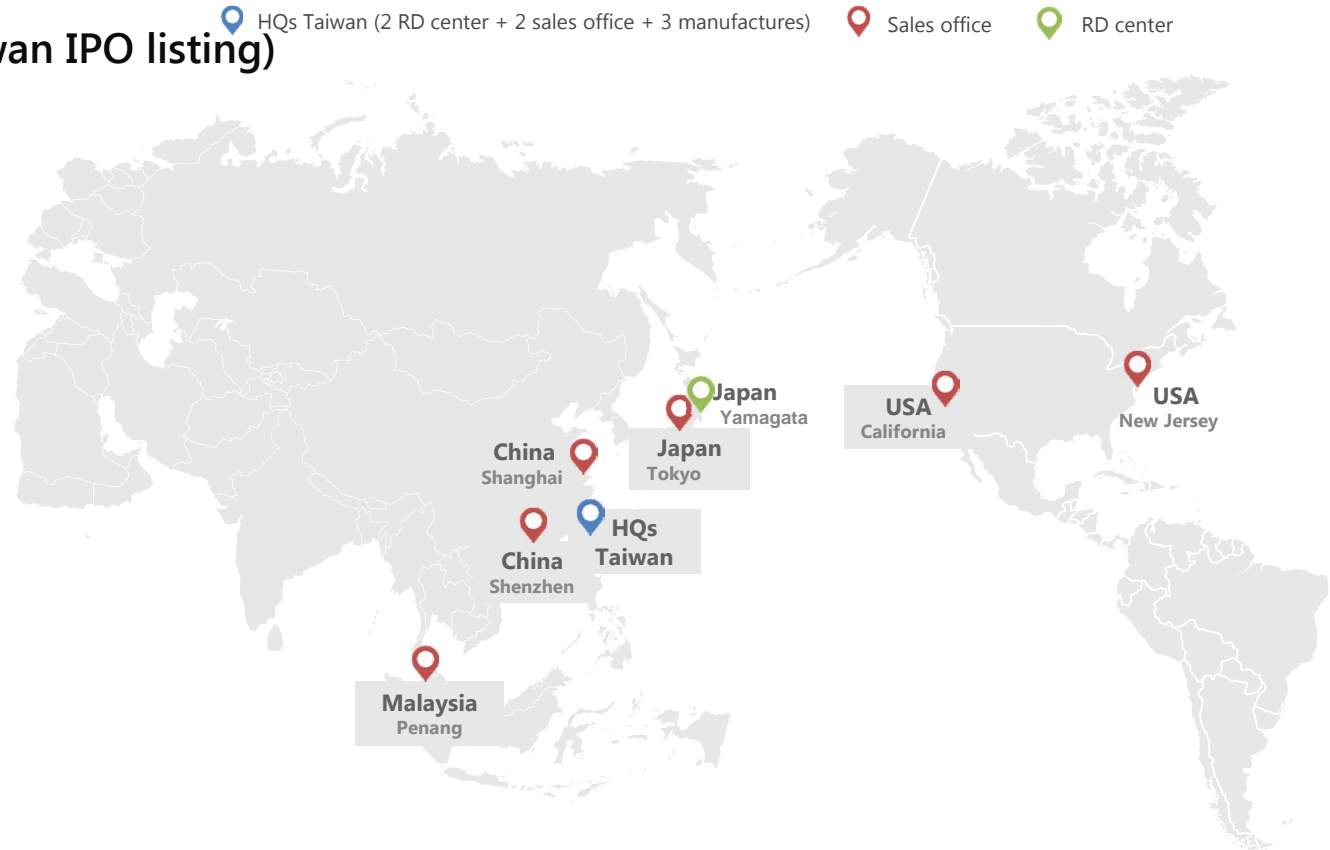 HQs Taiwan (2 RD center + 2 sales office + 3 manufactures)
Sales office
RD center
wan IPO listing)
Japan
Yamagata
Japan
Tokyo
USA
California
USA
New Jersey
China
Shanghai
HQs
Taiwan
China
Shenzhen
Malaysia
Penang